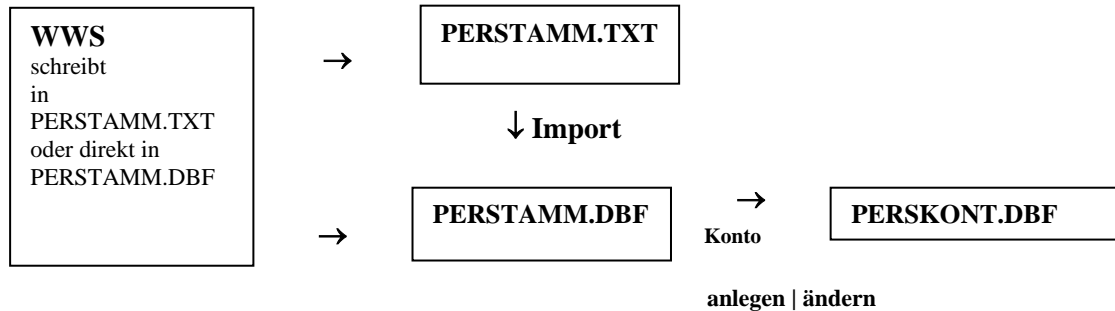 WWS
schreibt
in
PERSTAMM.TXT
oder direkt in
PERSTAMM.DBF
→
PERSTAMM.TXT
↓ Import
→
PERSTAMM.DBF
→
Konto
PERSKONT.DBF
anlegen | ändern